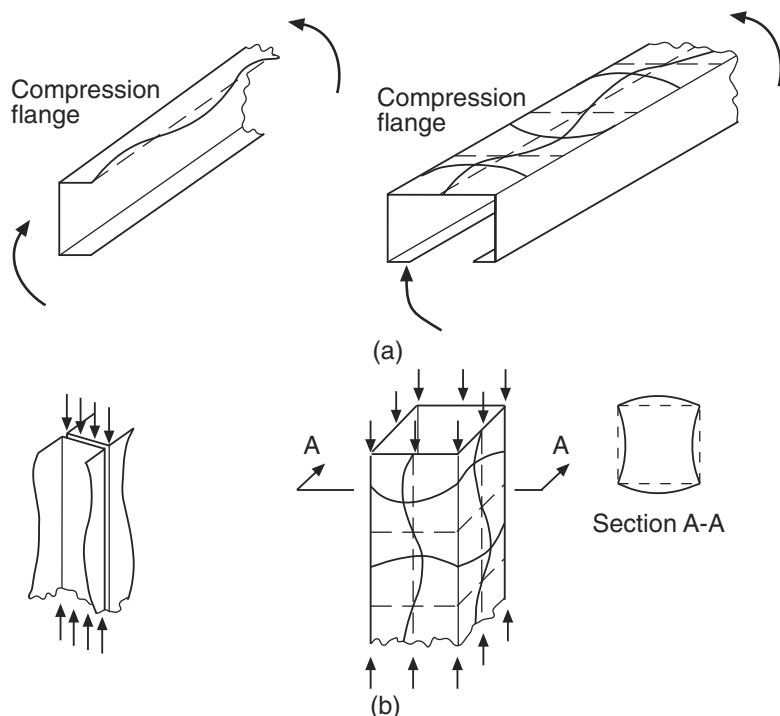 Compression
flange
Compression
flange
(a)
A
A
Section A-A
(b)